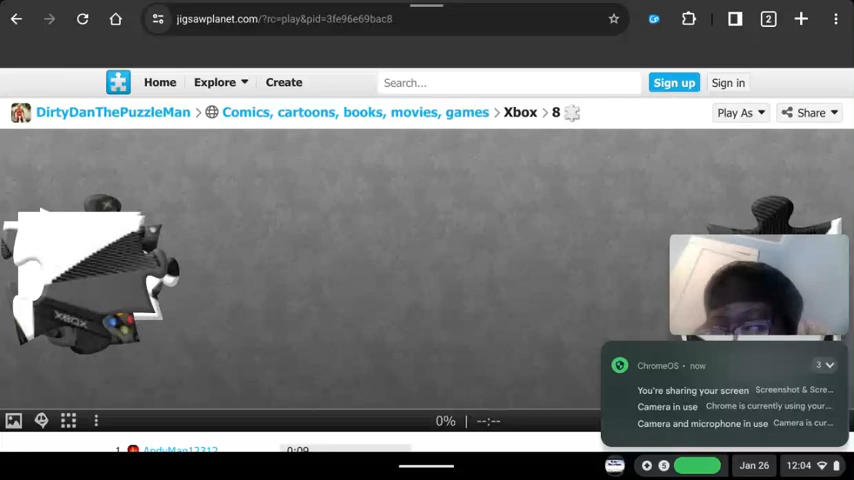 jigsawplanet.com/?rc=play&pid=3fe96e69bac8
2
Home Explore Create Search... Sign up Sign in
DirtyDanThePuzzleMan > Comics, cartoons, books, movies, games > Xbox > 8 Play As Share
XBOX
ChromeOS • now 3
You're sharing your screen Screenshot & Scre...
Camera in use Chrome is currently using your...
Camera and microphone in use Camera is cur...
0% | --:--
1. AndyMan12312 0:09
5 Jan 26 12:04